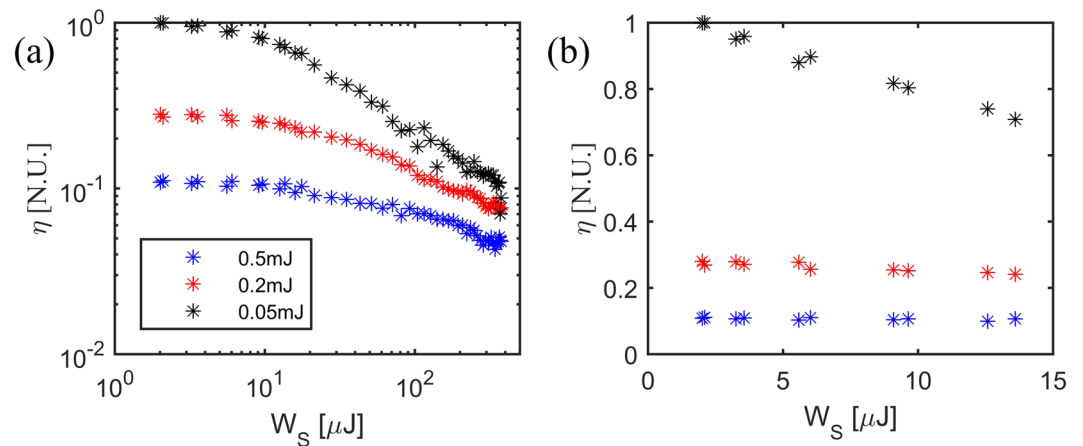 (a)
η [N.U.]
10⁰
10⁻¹
10⁻²
0.5mJ
0.2mJ
0.05mJ
10⁰ 10¹ 10²
W_S [μJ]
(b)
η [N.U.]
1
0.8
0.6
0.4
0.2
0
0 5 10 15
W_S [μJ]